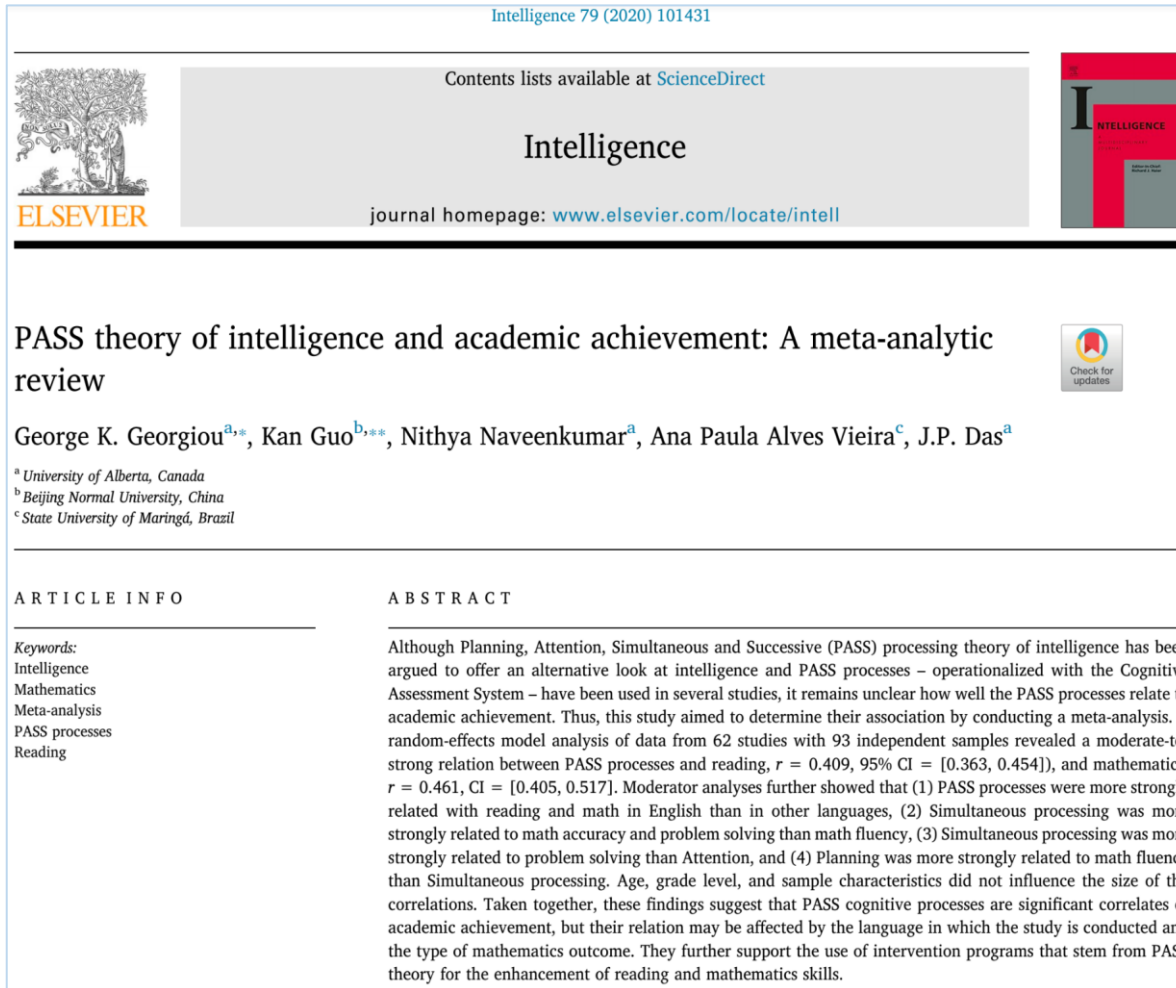 Intelligence 79 (2020) 101431
Contents lists available at ScienceDirect
Intelligence
journal homepage: www.elsevier.com/locate/intell
ELSEVIER
INTELLIGENCE
PASS theory of intelligence and academic achievement: A meta-analytic
review
Check for
updates
George K. Georgiou a,*, Kan Guo b,**, Nithya Naveenkumar a, Ana Paula Alves Vieira c, J.P. Das a
a University of Alberta, Canada
b Beijing Normal University, China
c State University of Maringá, Brazil
ARTICLE INFO
Keywords:
Intelligence
Mathematics
Meta-analysis
PASS processes
Reading
ABSTRACT
Although Planning, Attention, Simultaneous and Successive (PASS) processing theory of intelligence has bee
argued to offer an alternative look at intelligence and PASS processes – operationalized with the Cognitiv
Assessment System – have been used in several studies, it remains unclear how well the PASS processes relate t
academic achievement. Thus, this study aimed to determine their association by conducting a meta-analysis.
random-effects model analysis of data from 62 studies with 93 independent samples revealed a moderate-t
strong relation between PASS processes and reading, r = 0.409, 95% CI = [0.363, 0.454]), and mathematic
r = 0.461, CI = [0.405, 0.517]. Moderator analyses further showed that (1) PASS processes were more strong
related with reading and math in English than in other languages, (2) Simultaneous processing was mor
strongly related to math accuracy and problem solving than math fluency, (3) Simultaneous processing was mor
strongly related to problem solving than Attention, and (4) Planning was more strongly related to math fluenc
than Simultaneous processing. Age, grade level, and sample characteristics did not influence the size of th
correlations. Taken together, these findings suggest that PASS cognitive processes are significant correlates
academic achievement, but their relation may be affected by the language in which the study is conducted an
the type of mathematics outcome. They further support the use of intervention programs that stem from PAS
theory for the enhancement of reading and mathematics skills.